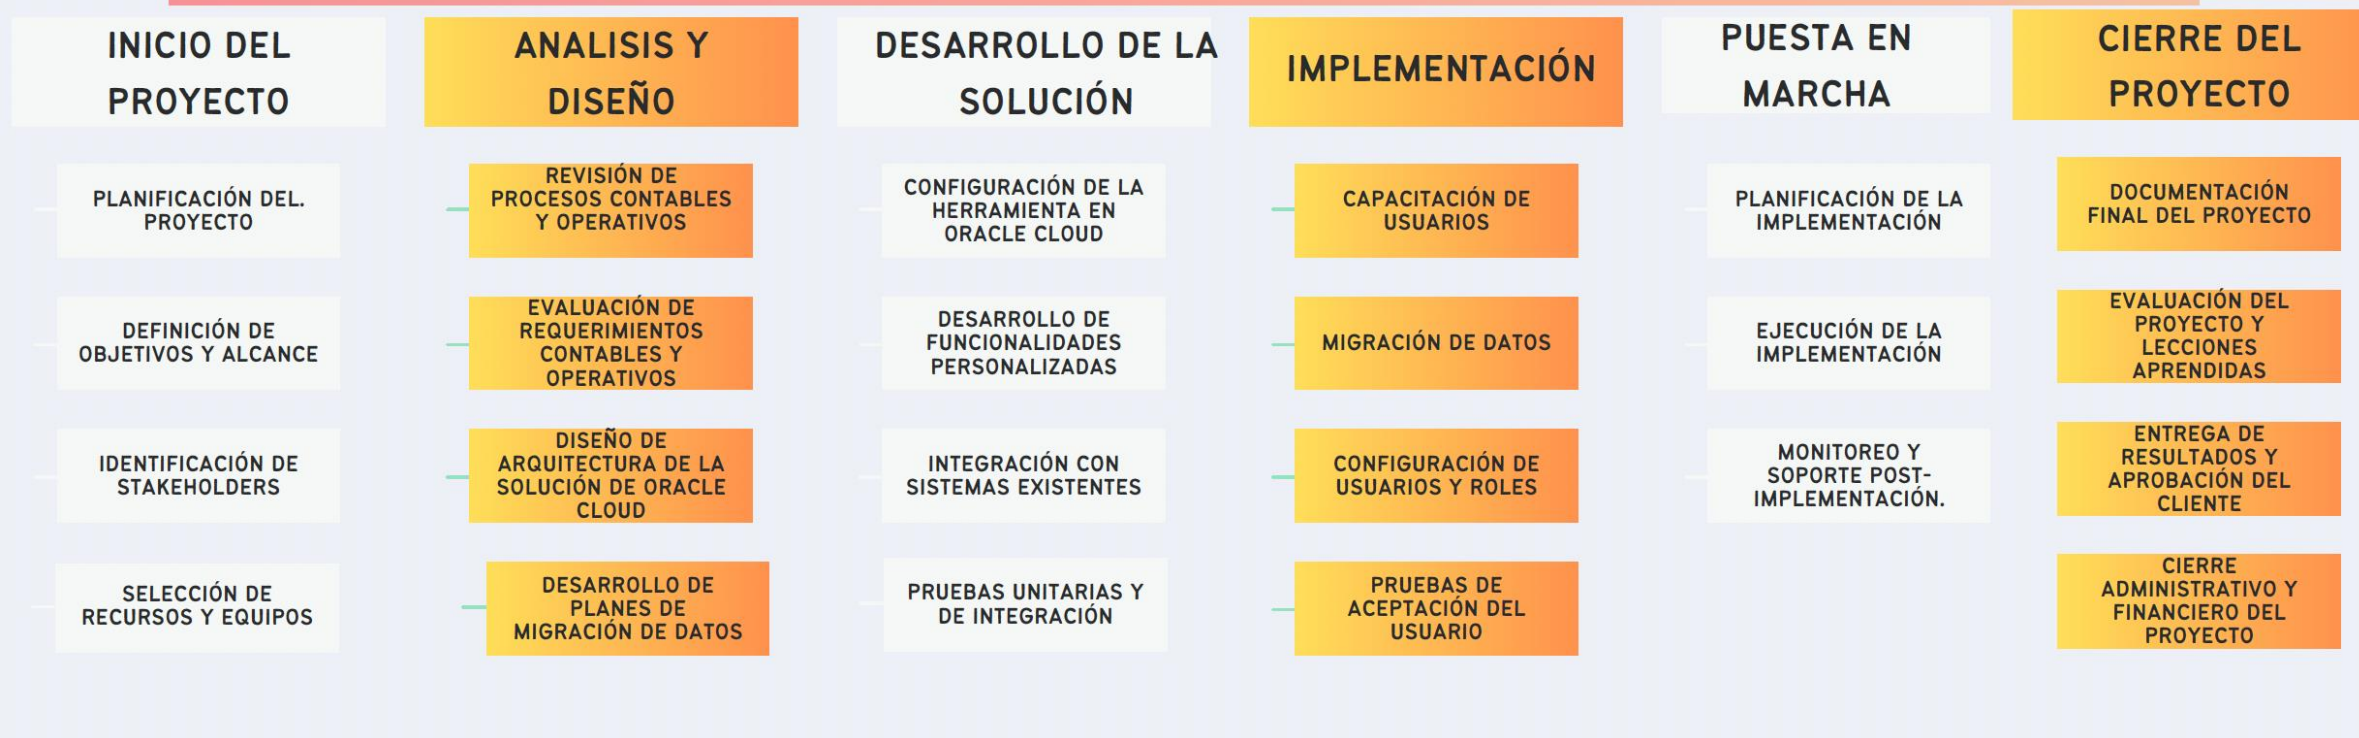 INICIO DEL
PROYECTO
PLANIFICACIÓN DEL.
PROYECTO
DEFINICIÓN DE
OBJETIVOS Y ALCANCE
IDENTIFICACIÓN DE
STAKEHOLDERS
SELECCIÓN DE
RECURSOS Y EQUIPOS
ANALISIS Y
DISEÑO
REVISIÓN DE
PROCESOS CONTABLES
Y OPERATIVOS
EVALUACIÓN DE
REQUERIMIENTOS
CONTABLES Y
OPERATIVOS
DISEÑO DE
ARQUITECTURA DE LA
SOLUCIÓN DE ORACLE
CLOUD
DESARROLLO DE
PLANES DE
MIGRACIÓN DE DATOS
DESARROLLO DE LA
SOLUCIÓN
CONFIGURACIÓN DE LA
HERRAMIENTA EN
ORACLE CLOUD
DESARROLLO DE
FUNCIONALIDADES
PERSONALIZADAS
INTEGRACIÓN CON
SISTEMAS EXISTENTES
PRUEBAS UNITARIAS Y
DE INTEGRACIÓN
IMPLEMENTACIÓN
CAPACITACIÓN DE
USUARIOS
MIGRACIÓN DE DATOS
CONFIGURACIÓN DE
USUARIOS Y ROLES
PRUEBAS DE
ACEPTACIÓN DEL
USUARIO
PUESTA EN
MARCHA
PLANIFICACIÓN DE LA
IMPLEMENTACIÓN
EJECUCIÓN DE LA
IMPLEMENTACIÓN
MONITOREO Y
SOPORTE POST-
IMPLEMENTACIÓN.
CIERRE DEL
PROYECTO
DOCUMENTACIÓN
FINAL DEL PROYECTO
EVALUACIÓN DEL
PROYECTO Y
LECCIONES
APRENDIDAS
ENTREGA DE
RESULTADOS Y
APROBACIÓN DEL
CLIENTE
CIERRE
ADMINISTRATIVO Y
FINANCIERO DEL
PROYECTO